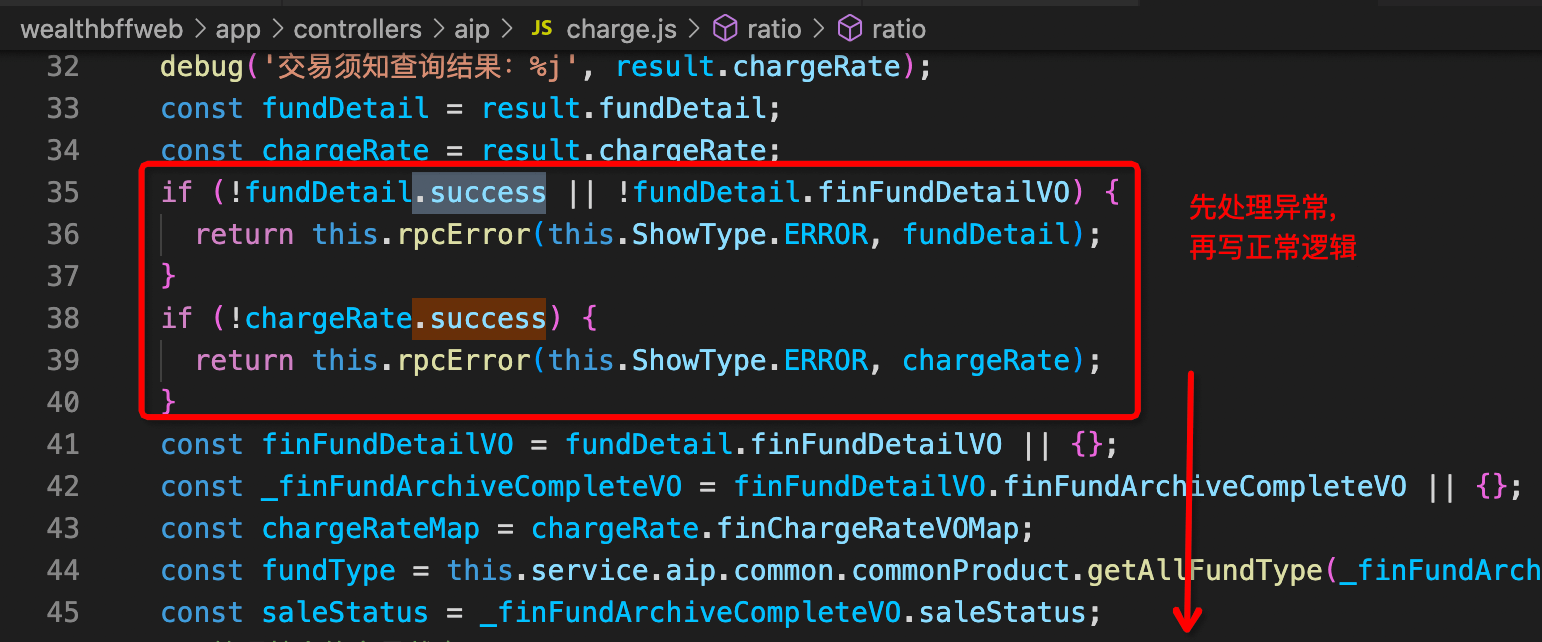 wealthbffweb > app > controllers > aip > JS charge.js > ratio > ratio
32 debug('交易须知查询结果：%j', result.chargeRate);
33 const fundDetail = result.fundDetail;
34 const chargeRate = result.chargeRate;
35 if (!fundDetail.success || !fundDetail.finFundDetailVO) {
36 return this.rpcError(this.ShowType.ERROR, fundDetail);
37 }
38 if (!chargeRate.success) {
39 return this.rpcError(this.ShowType.ERROR, chargeRate);
40 }
41 const finFundDetailVO = fundDetail.finFundDetailVO || {};
42 const _finFundArchiveCompleteVO = finFundDetailVO.finFundArchiveCompleteVO || {};
43 const chargeRateMap = chargeRate.finChargeRateVOMap;
44 const fundType = this.service.aip.common.commonProduct.getAllFundType(_finFundArch
45 const saleStatus = _finFundArchiveCompleteVO.saleStatus;
先处理异常,
再写正常逻辑